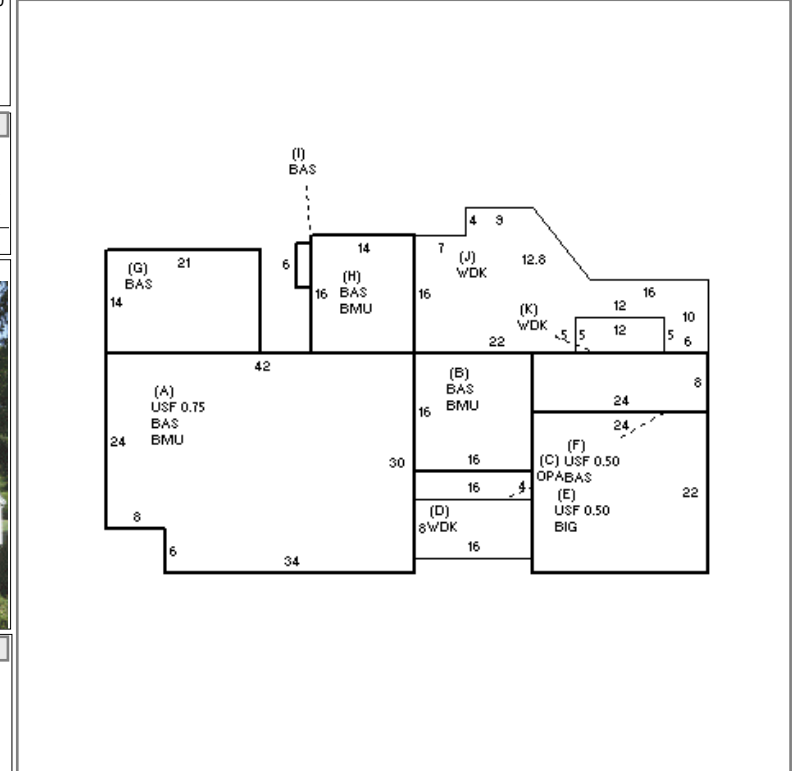 (I)
BAS
4 9
14
7
6
(J)
WDK
12.8
21
(G)
BAS
(H)
BAS
BMU
16
14
16
16
12
(K)
WDK
10
12
5
5
5
6
22
42
(A)
USF 0.75
BAS
BMU
(B)
BAS
BMU
8
24
16
24
24
30
16
(F)
(C) USF 0.50
OPABAS
16
4
(E)
USF 0.50
BIG
22
8
(D)
8WDK
6
34
16